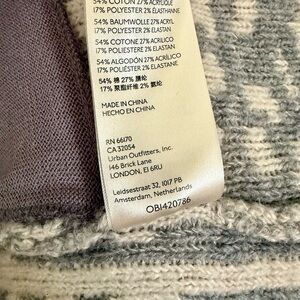 54% COTON 27% ACRYLIQUE
17% POLYESTER 2% ÉLASTHANNE
54% BAUMWOLLE 27% ACRYL
17% POLYESTER 2% ELASTAN
54% COTONE 27% ACRILICO
17% POLIESTERE 2% ELASTAN
54% ALGODÓN 27% ACRÍLICO
17% POLIÉSTER 2% ELASTANE
54% 棉 27% 腈纶
17% 聚酯纤维 2% 氨纶
MADE IN CHINA
HECHO EN CHINA
RN 66170
CA 32054
Urban Outfitters, Inc.
146 Brick Lane
LONDON, E1 6RU
Leidsestraat 32, 1017 PB
Amsterdam, Netherlands
OB1420786